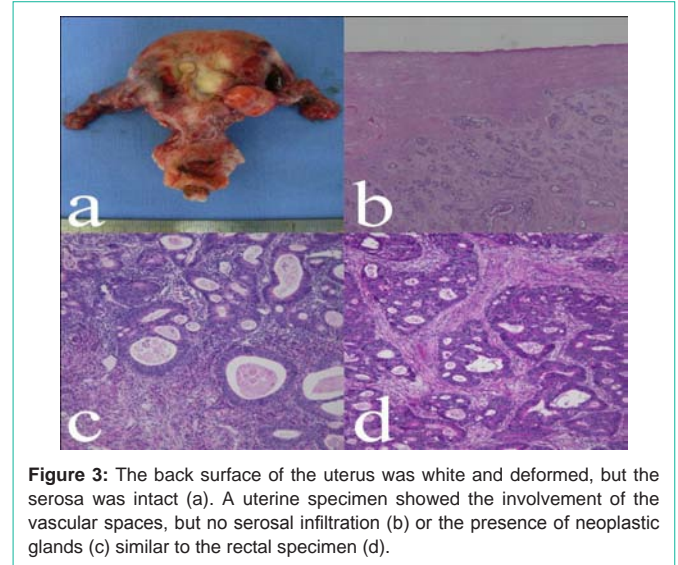 a
b
c
d
Figure 3: The back surface of the uterus was white and deformed, but the
serosa was intact (a). A uterine specimen showed the involvement of the
vascular spaces, but no serosal infiltration (b) or the presence of neoplastic
glands (c) similar to the rectal specimen (d).